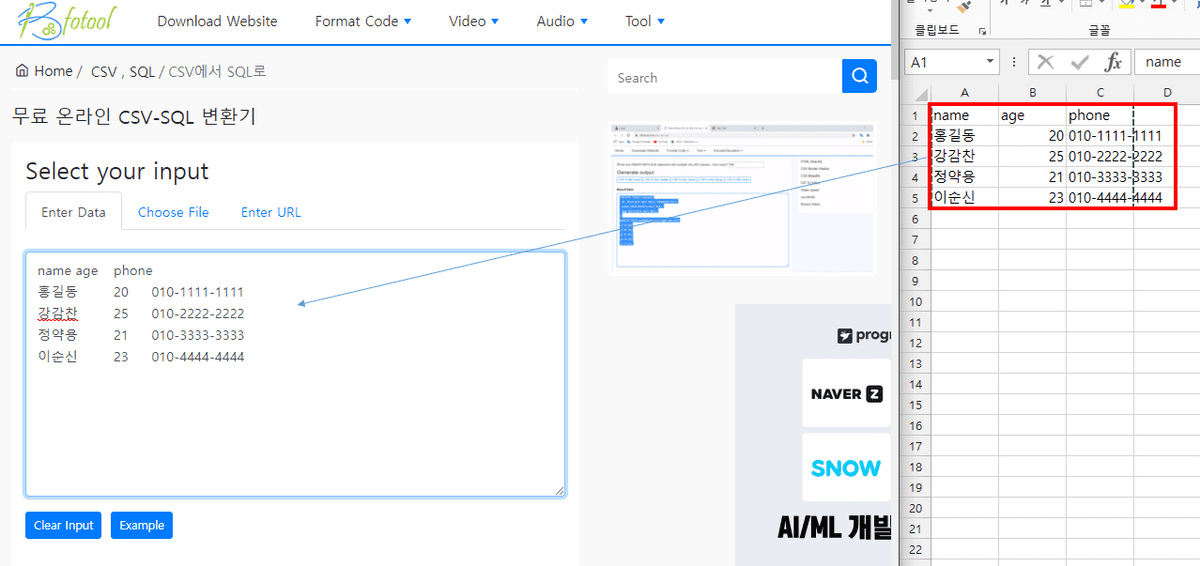 fotool
Download Website
Format Code
Video
Audio
Tool
Home / CSV , SQL / CSV에서 SQL로
Search
무료 온라인 CSV-SQL 변환기
Select your input
Enter Data
Choose File
Enter URL
name age phone
홍길동 20 010-1111-1111
강감찬 25 010-2222-2222
정약용 21 010-3333-3333
이순신 23 010-4444-4444
Clear Input
Example
Generate output
progr
NAVER Z
SNOW
AI/ML 개발
클립보드
글꼴
A1
fx
name
A B C D
1 name age phone
2 홍길동 20 010-1111-1111
3 강감찬 25 010-2222-2222
4 정약용 21 010-3333-3333
5 이순신 23 010-4444-4444
6
7
8
9
10
11
12
13
14
15
16
17
18
19
20
21
22